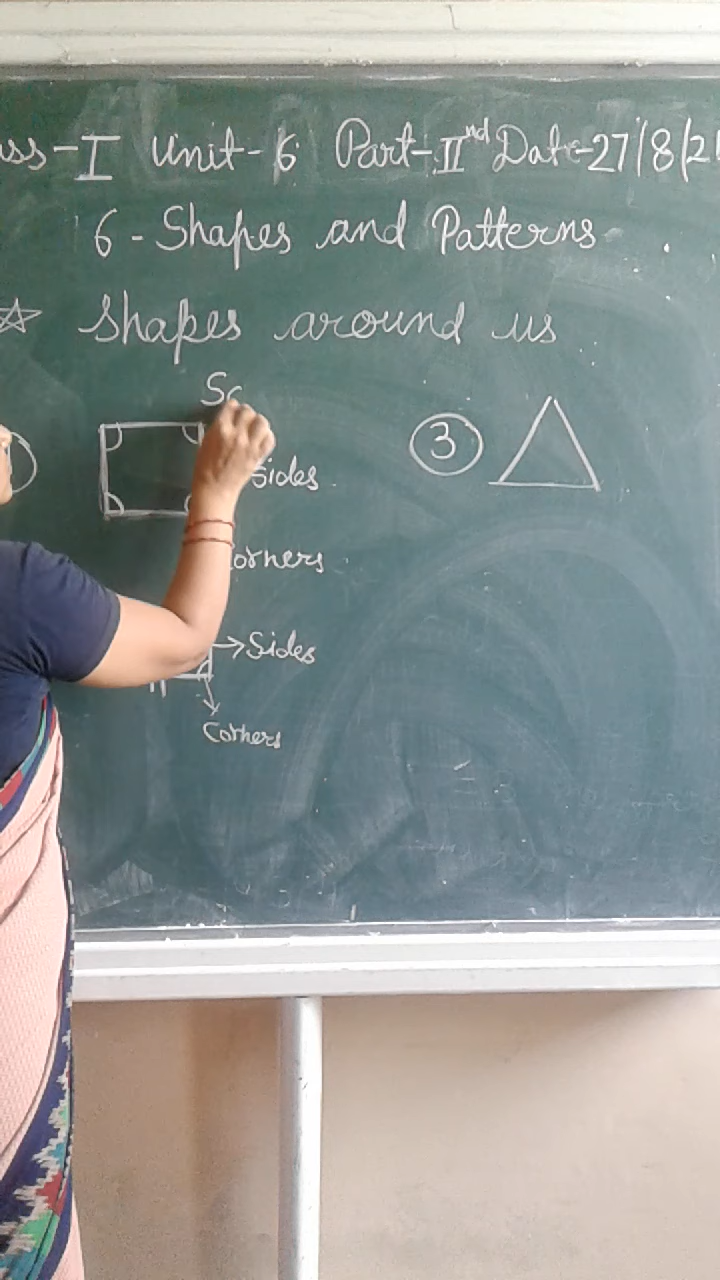 ss-I Unit-6 Part-IInd Date-27/8/2
6 - Shapes and Patterns
Shapes around us
3
Sides
orners
Sides
Corners